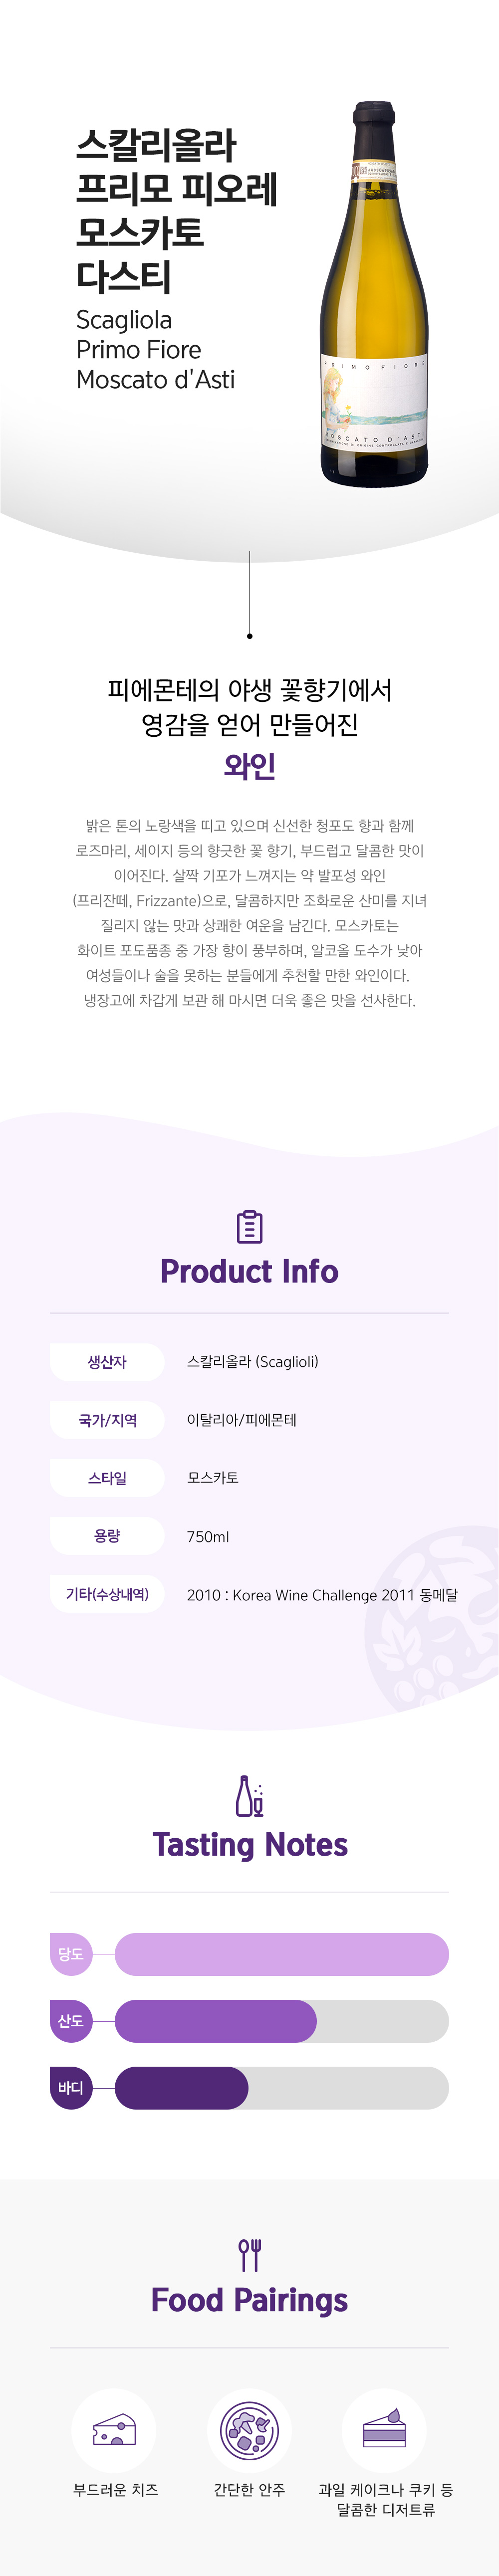 스칼리올라
프리모 피오레
모스카토
다스티
Scagliola
Primo Fiore
Moscato d'Asti
PRIMO FIORE
MOSCATO D'ASTI
피에몬테의 야생 꽃향기에서
영감을 얻어 만들어진
와인
밝은 톤의 노랑색을 띠고 있으며 신선한 청포도 향과 함께
로즈마리, 세이지 등의 향긋한 꽃 향기, 부드럽고 달콤한 맛이
이어진다. 살짝 기포가 느껴지는 약 발포성 와인
(프리잔떼, Frizzante)으로, 달콤하지만 조화로운 산미를 지녀
질리지 않는 맛과 상쾌한 여운을 남긴다. 모스카토는
화이트 포도품종 중 가장 향이 풍부하며, 알코올 도수가 낮아
여성들이나 술을 못하는 분들에게 추천할 만한 와인이다.
냉장고에 차갑게 보관 해 마시면 더욱 좋은 맛을 선사한다.
Product Info
생산자 스칼리올라 (Scaglioli)
국가/지역 이탈리아/피에몬테
스타일 모스카토
용량 750ml
기타(수상내역) 2010 : Korea Wine Challenge 2011 동메달
Tasting Notes
당도
산도
바디
Food Pairings
부드러운 치즈 간단한 안주 과일 케이크나 쿠키 등
달콤한 디저트류